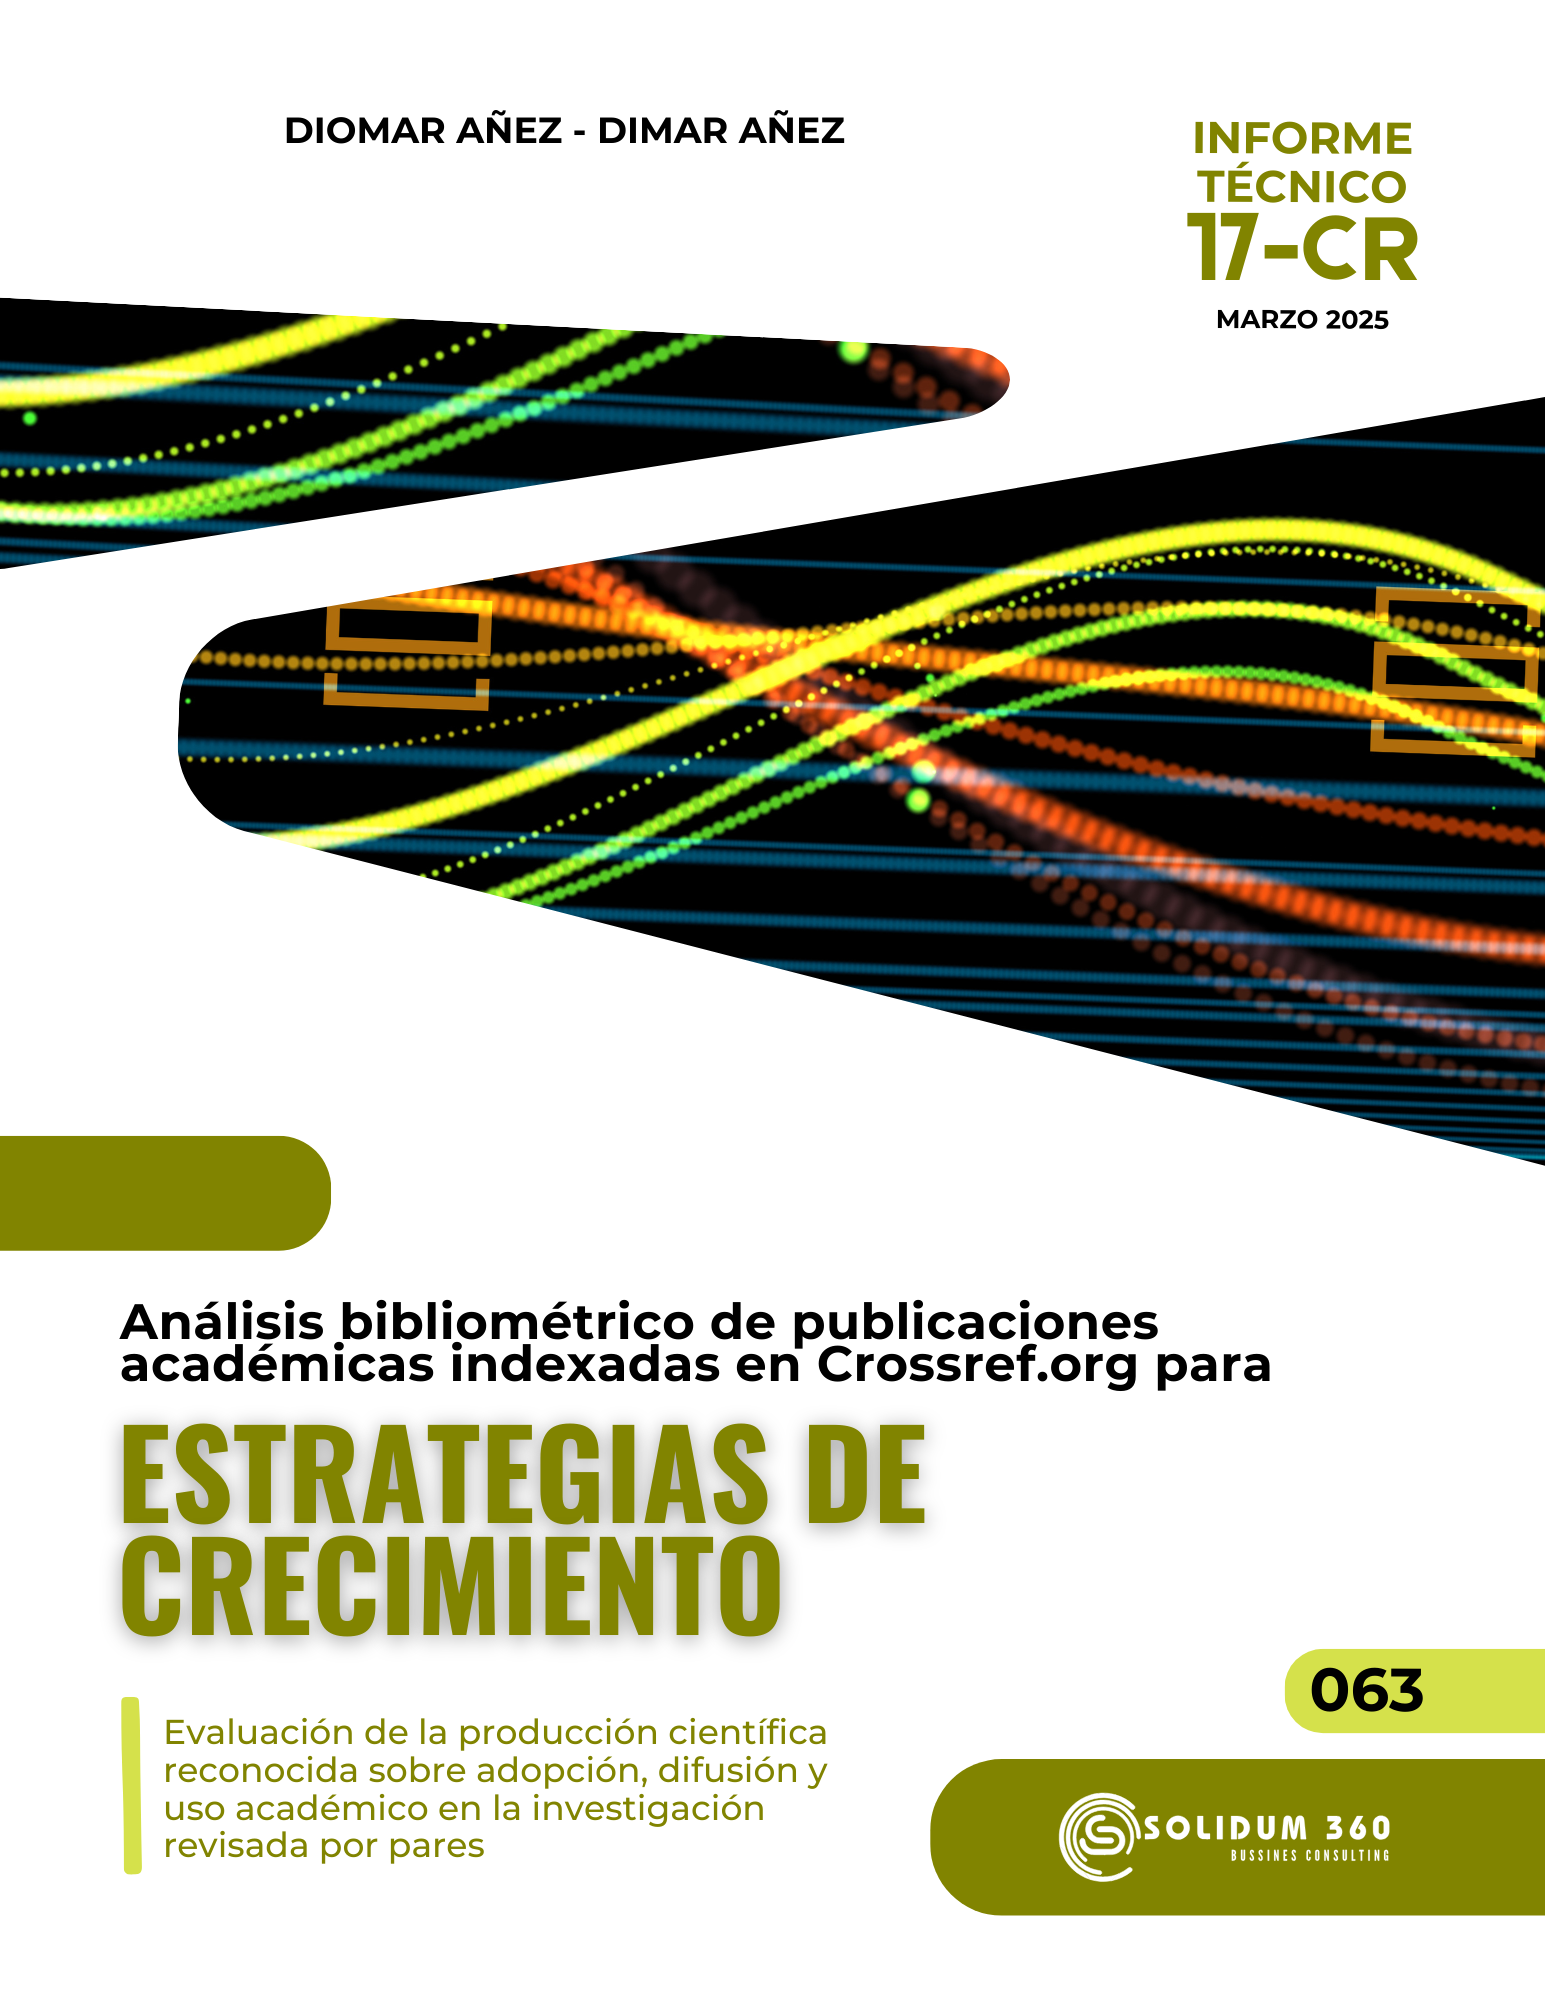 DIOMAR AÑEZ - DIMAR AÑEZ
INFORME
TÉCNICO
17-CR
MARZO 2025
Análisis bibliométrico de publicaciones
académicas indexadas en Crossref.org para
ESTRATEGIAS DE
CRECIMIENTO
Evaluación de la producción científica
reconocida sobre adopción, difusión y
uso académico en la investigación
revisada por pares
063
SOLIDUM 360
BUSSINES CONSULTING